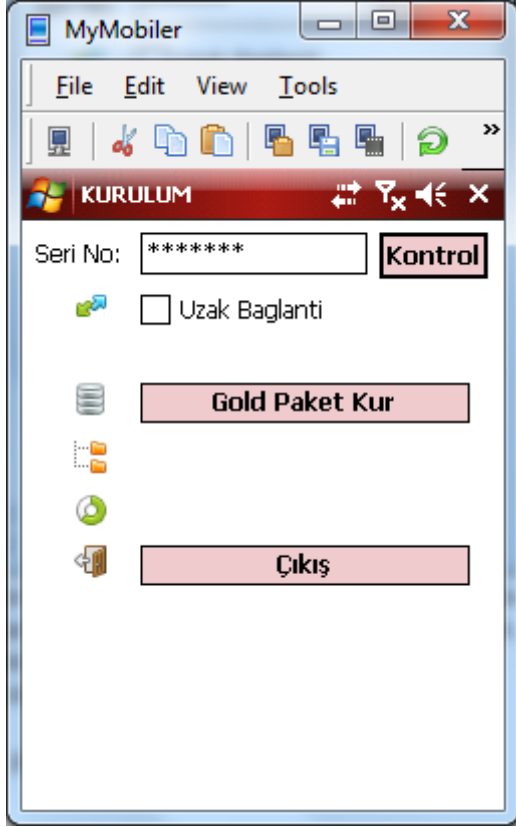 MyMobiler
File Edit View Tools
»
KURULUM
Seri No: ******* Kontrol
Uzak Baglanti
Gold Paket Kur
Çıkış